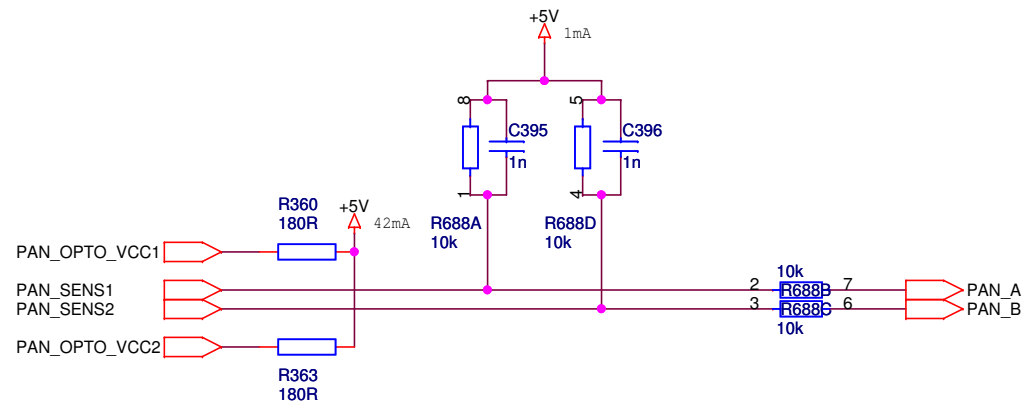 +5V
1mA
8
5
C395
1n
C396
1n
1
4
R688A
10k
R688D
10k
R360
180R
+5V
42mA
PAN_OPTO_VCC1
PAN_SENS1
PAN_SENS2
PAN_OPTO_VCC2
R363
180R
10k
2
R688B
7
PAN_A
3
R688C
6
PAN_B
10k